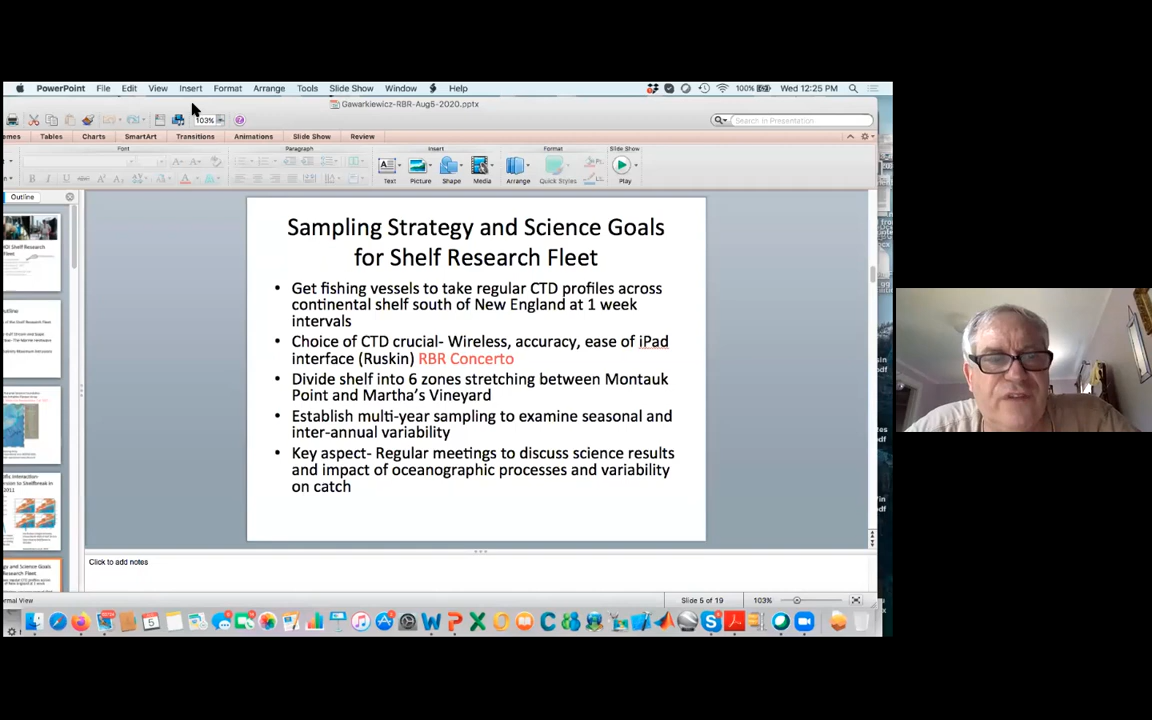 PowerPoint File Edit View Insert Format Arrange Tools Slide Show Window Help 100% Wed 12:25 PM
Gawarkiewicz-RBR-Aug6-2020.pptx
103% Search in Presentation
emes Tables Charts SmartArt Transitions Animations Slide Show Review
Font Paragraph Insert Format Slide Show
Text Picture Shape Media Arrange Quick Styles Play
Outline
Sampling Strategy and Science Goals
for Shelf Research Fleet
• Get fishing vessels to take regular CTD profiles across
continental shelf south of New England at 1 week
intervals
• Choice of CTD crucial- Wireless, accuracy, ease of iPad
interface (Ruskin) RBR Concerto
• Divide shelf into 6 zones stretching between Montauk
Point and Martha's Vineyard
• Establish multi-year sampling to examine seasonal and
inter-annual variability
• Key aspect- Regular meetings to discuss science results
and impact of oceanographic processes and variability
on catch
Click to add notes
rmal View Slide 5 of 19 103%